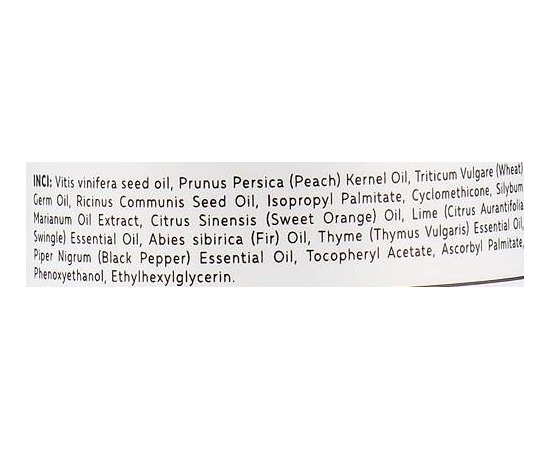 INCI: Vitis vinifera seed oil, Prunus Persica (Peach) Kernel Oil, Triticum Vulgare (Wheat)
Germ Oil, Ricinus Communis Seed Oil, Isopropyl Palmitate, Cyclomethicone, Silybum
Marianum Oil Extract, Citrus Sinensis (Sweet Orange) Oil, Lime (Citrus Aurantifolia
Swingle) Essential Oil, Abies sibirica (Fir) Oil, Thyme (Thymus Vulgaris) Essential Oil,
Piper Nigrum (Black Pepper) Essential Oil, Tocopheryl Acetate, Ascorbyl Palmitate,
Phenoxyethanol, Ethylhexylglycerin.